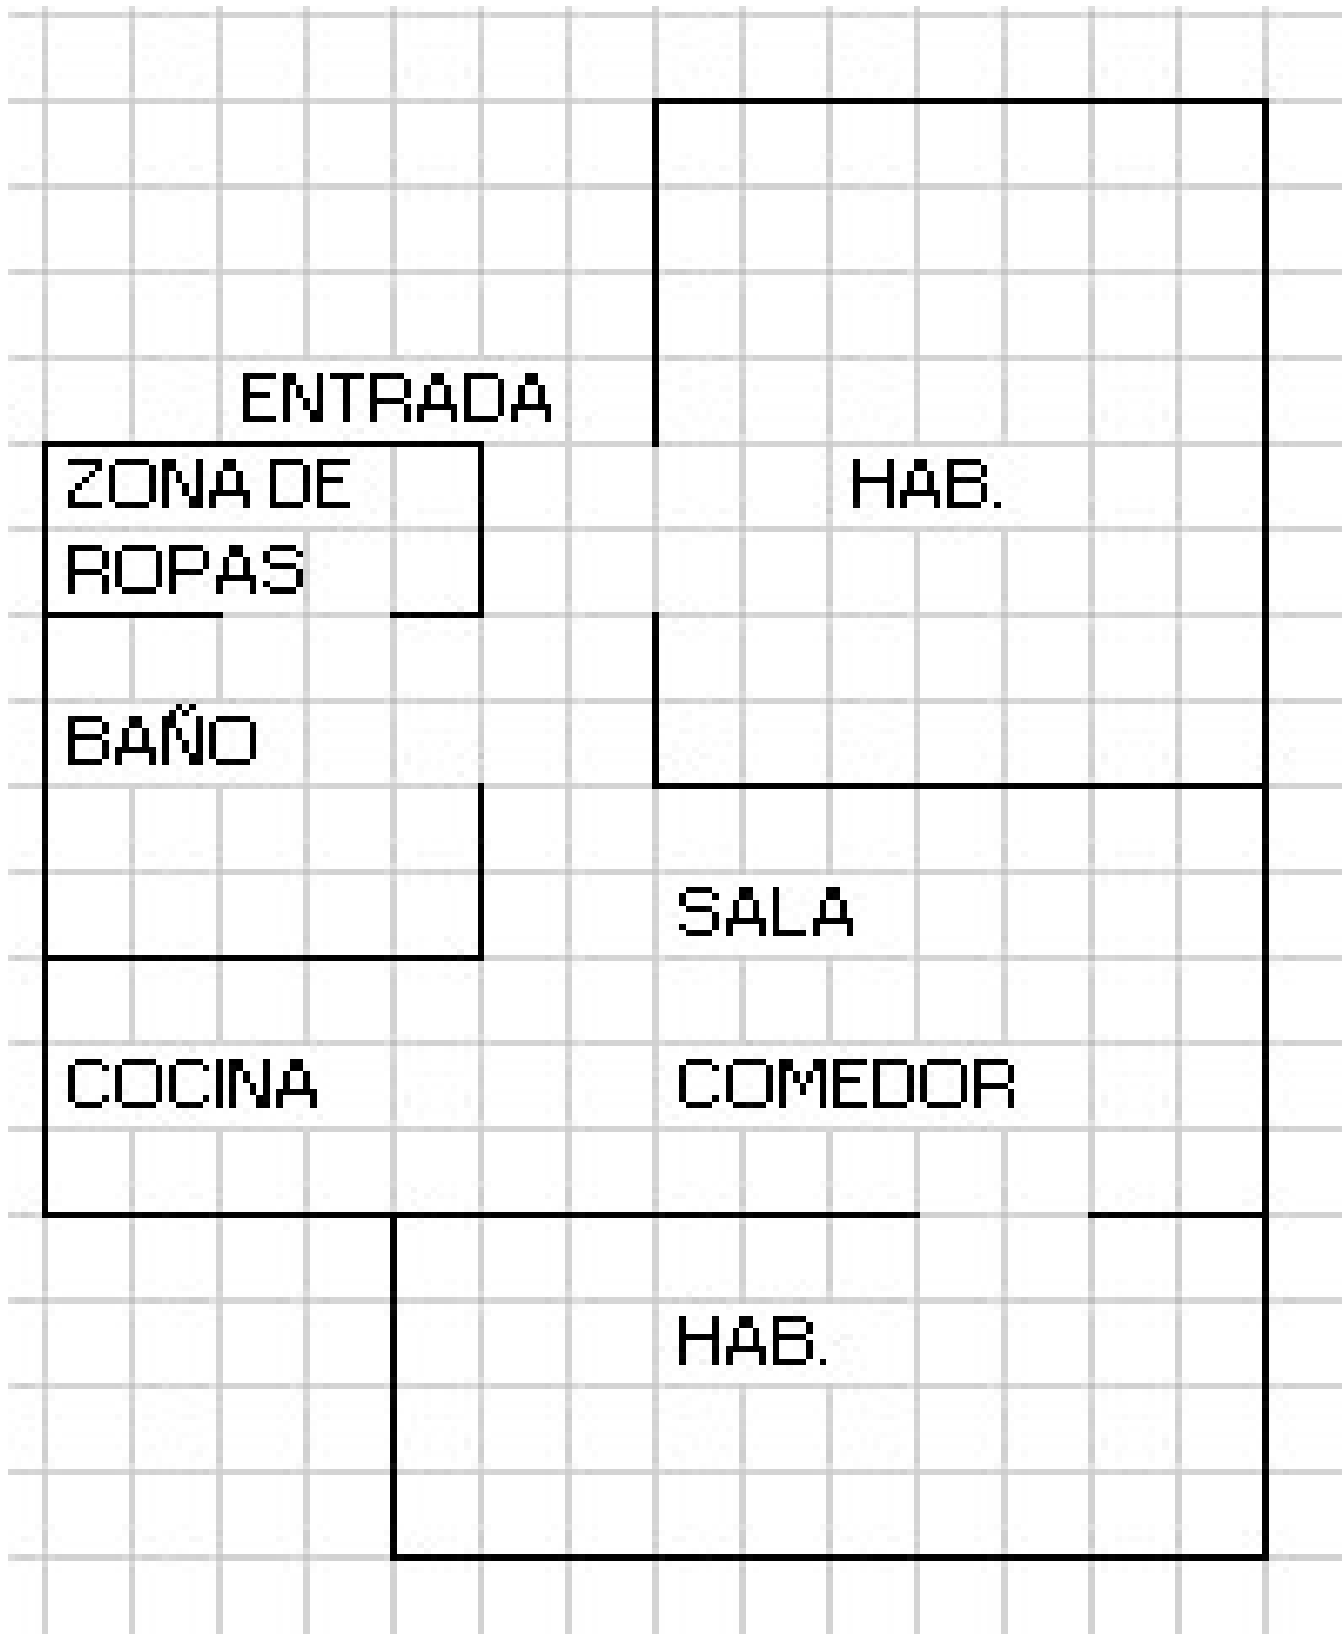 ENTRADA
ZONA DE
ROPAS
HAB.
BAÑO
SALA
COCINA
COMEDOR
HAB.